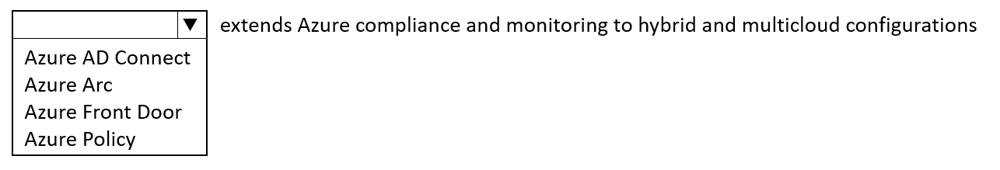 extends Azure compliance and monitoring to hybrid and multicloud configurations
Azure AD Connect
Azure Arc
Azure Front Door
Azure Policy